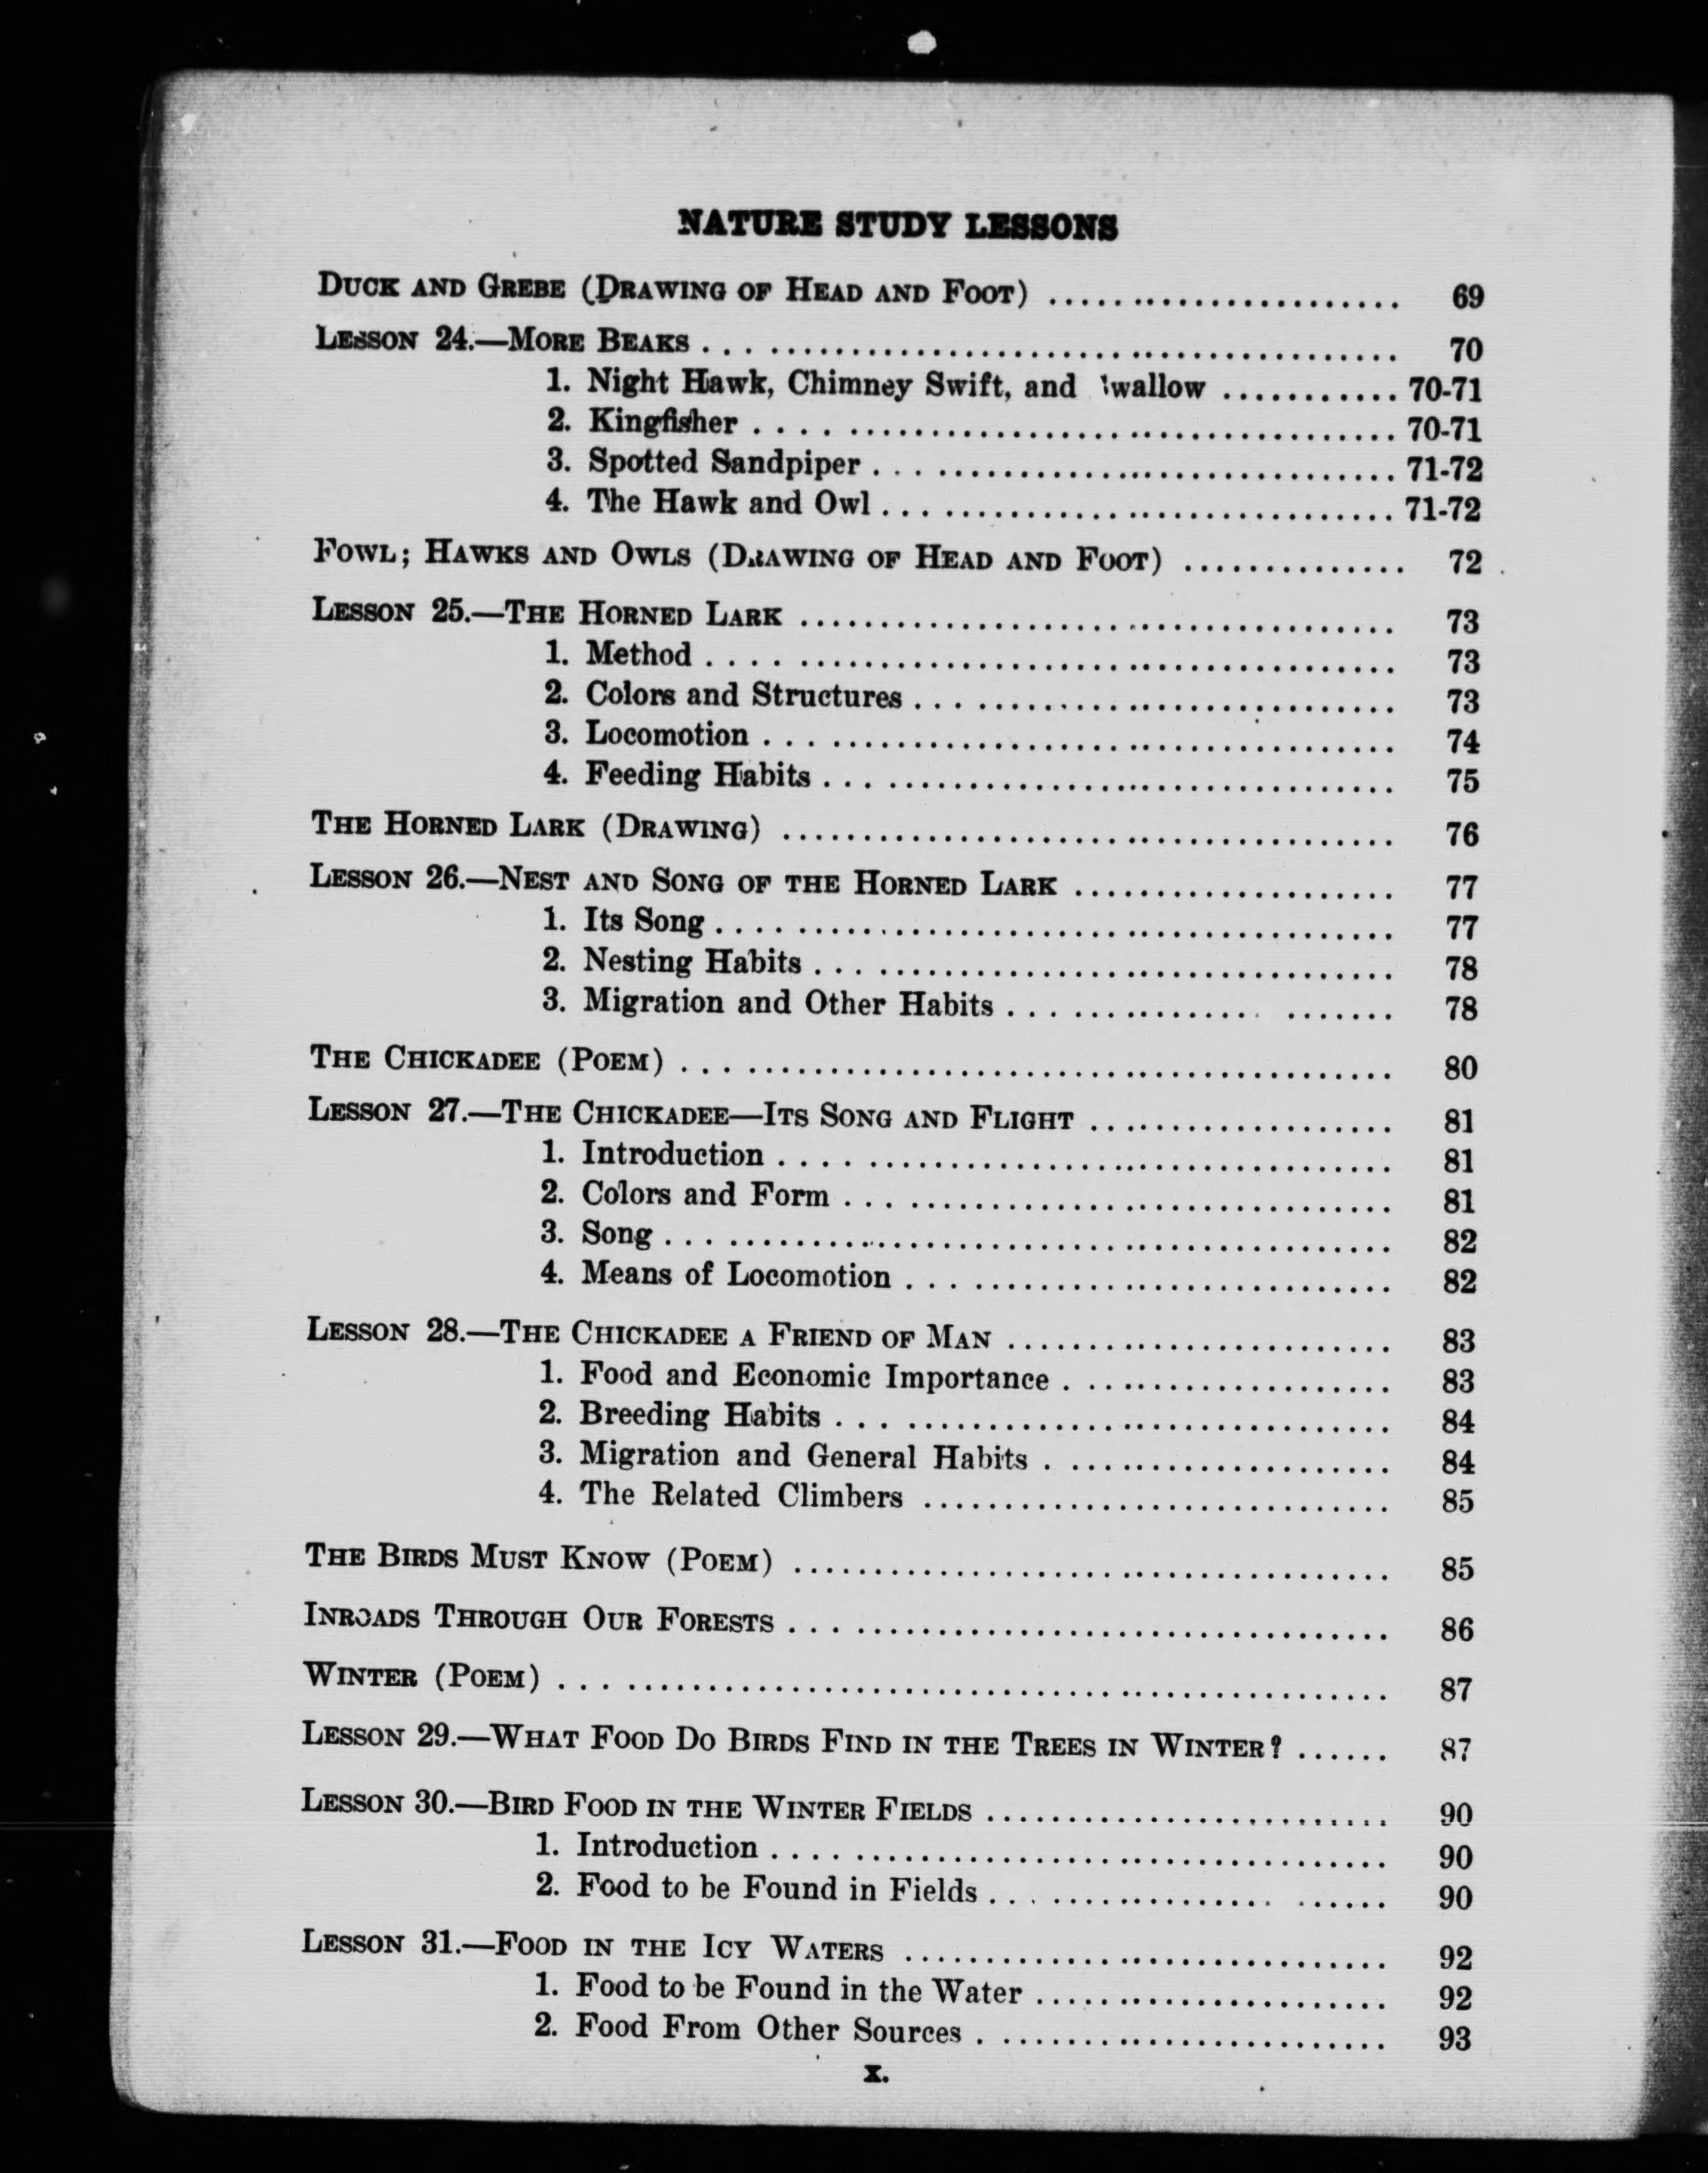 NATURE STUDY LESSONS
DUCK AND GREBE (DRAWING OF HEAD AND FOOT) ...................... 69
LESSON 24.—MORE BEAKS ........................................ 70
1. Night Hawk, Chimney Swift, and Swallow ........... 70-71
2. Kingfisher ....................................... 70-71
3. Spotted Sandpiper ................................ 71-72
4. The Hawk and Owl ................................ 71-72
FOWL; HAWKS AND OWLS (DRAWING OF HEAD AND FOOT) .............. 72
LESSON 25.—THE HORNED LARK ..................................... 73
1. Method ........................................... 73
2. Colors and Structures ............................. 73
3. Locomotion ....................................... 74
4. Feeding Habits ................................... 75
THE HORNED LARK (DRAWING) ...................................... 76
LESSON 26.—NEST AND SONG OF THE HORNED LARK .................... 77
1. Its Song .......................................... 77
2. Nesting Habits .................................... 78
3. Migration and Other Habits ....................... 78
THE CHICKADEE (POEM) ............................................ 80
LESSON 27.—THE CHICKADEE—ITS SONG AND FLIGHT ................... 81
1. Introduction ...................................... 81
2. Colors and Form .................................. 81
3. Song ............................................. 82
4. Means of Locomotion .............................. 82
LESSON 28.—THE CHICKADEE A FRIEND OF MAN ........................ 83
1. Food and Economic Importance .................... 83
2. Breeding Habits .................................. 84
3. Migration and General Habits ..................... 84
4. The Related Climbers ............................. 85
THE BIRDS MUST KNOW (POEM) ..................................... 85
INROADS THROUGH OUR FORESTS ..................................... 86
WINTER (POEM) ................................................... 87
LESSON 29.—WHAT FOOD DO BIRDS FIND IN THE TREES IN WINTER? ...... 87
LESSON 30.—BIRD FOOD IN THE WINTER FIELDS ......................... 90
1. Introduction ...................................... 90
2. Food to be Found in Fields ........................ 90
LESSON 31.—FOOD IN THE ICY WATERS .............................. 92
1. Food to be Found in the Water ...................... 92
2. Food From Other Sources .......................... 93
X.